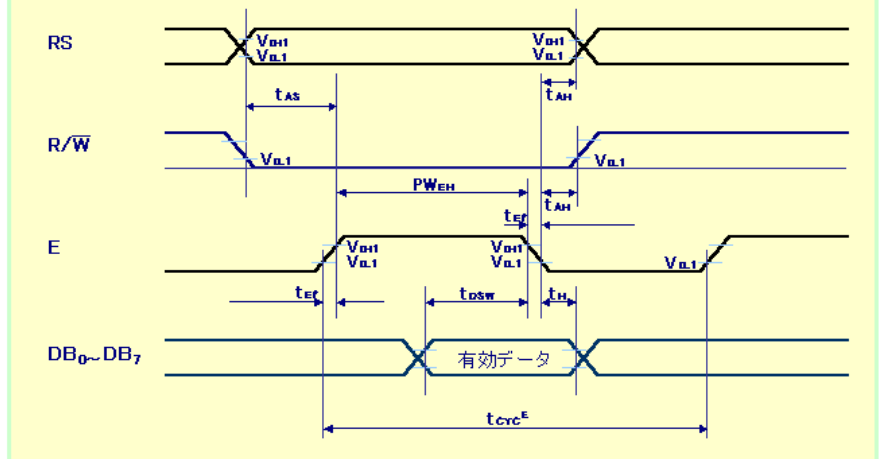 RS
VOH1
VOL1
VOH1
VOL1
tAS
tAH
R/W̅
VOL1
VOL1
PWEH
tAH
tEf
E
VOH1
VOL1
VOH1
VOL1
VOL1
tEr
tDSW
tH
DB0~DB7
有効データ
tCYCE